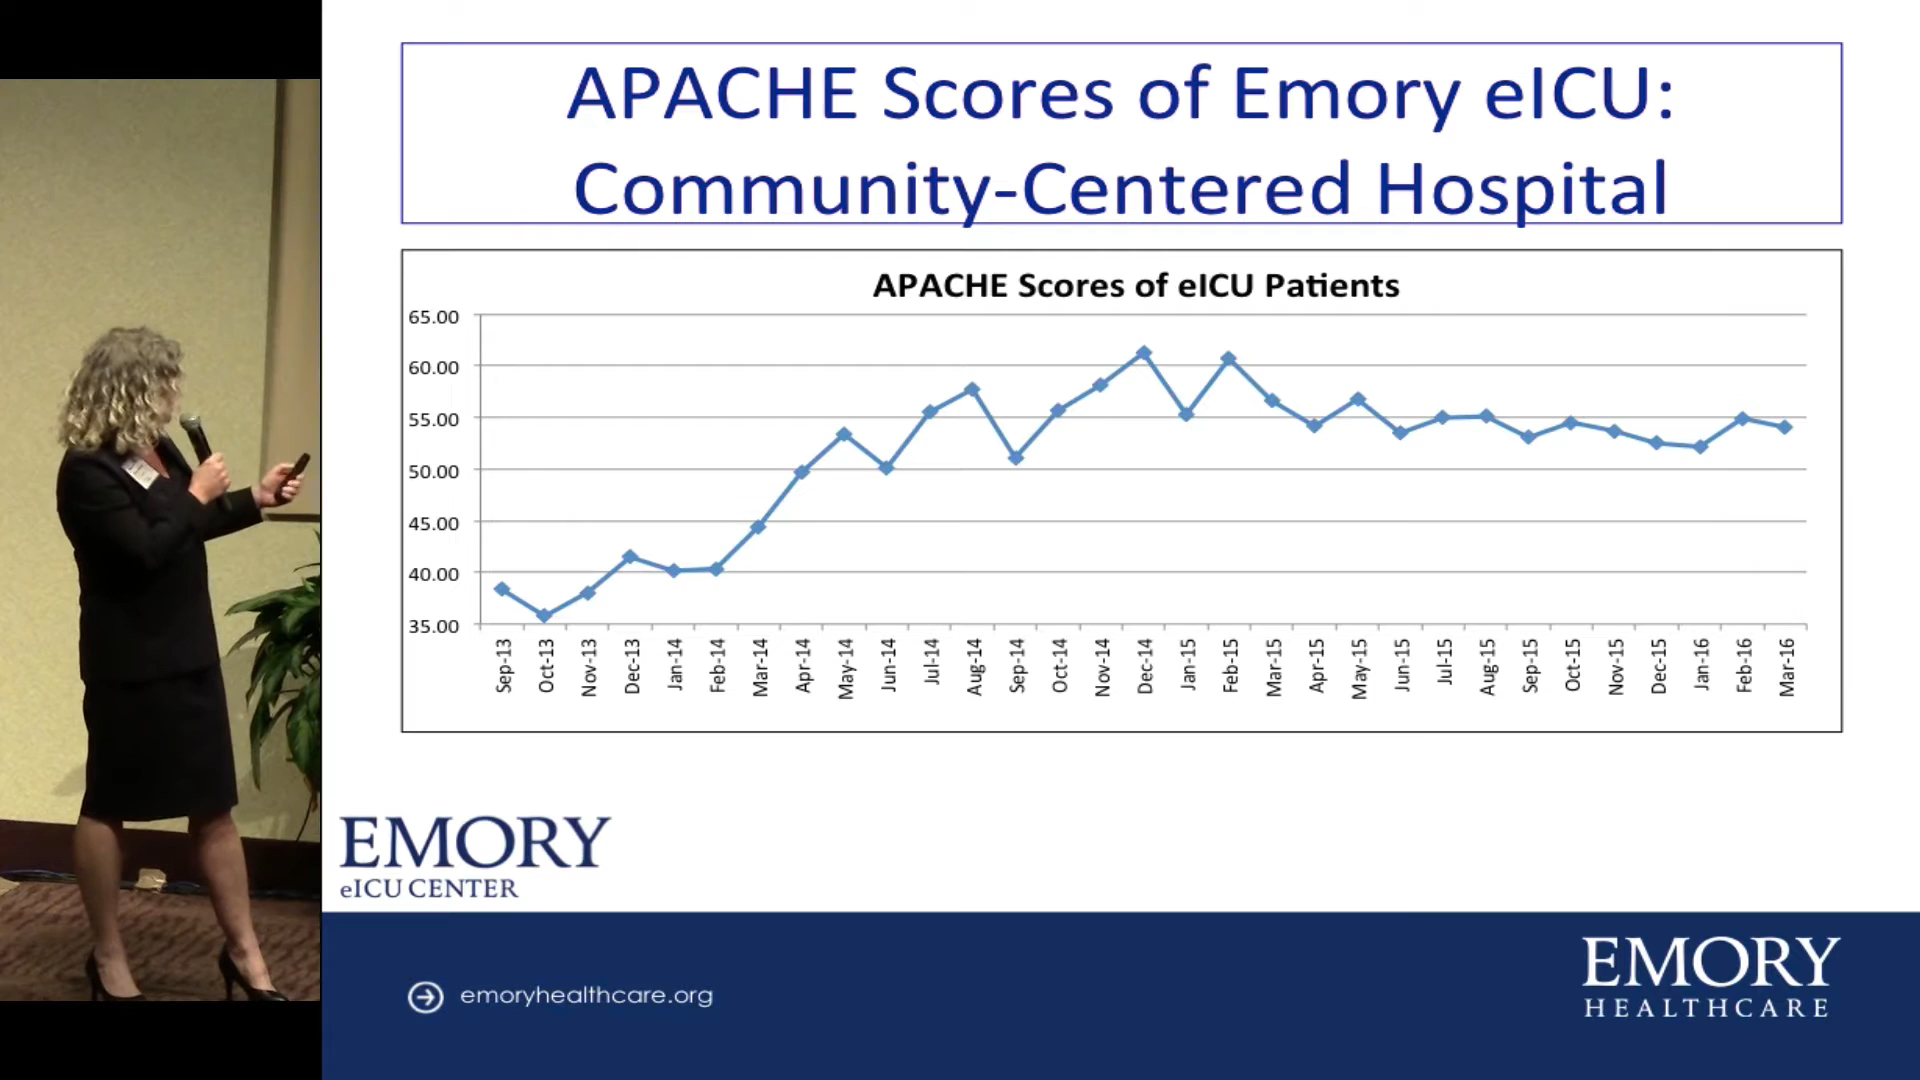 APACHE Scores of Emory eICU:
Community-Centered Hospital
APACHE Scores of eICU Patients
65.00
60.00
55.00
50.00
45.00
40.00
35.00
Sep-13
Oct-13
Nov-13
Dec-13
Jan-14
Feb-14
Mar-14
Apr-14
May-14
Jun-14
Jul-14
Aug-14
Sep-14
Oct-14
Nov-14
Dec-14
Jan-15
Feb-15
Mar-15
Apr-15
May-15
Jun-15
Jul-15
Aug-15
Sep-15
Oct-15
Nov-15
Dec-15
Jan-16
Feb-16
Mar-16
EMORY
eICU CENTER
emoryhealthcare.org
EMORY
HEALTHCARE